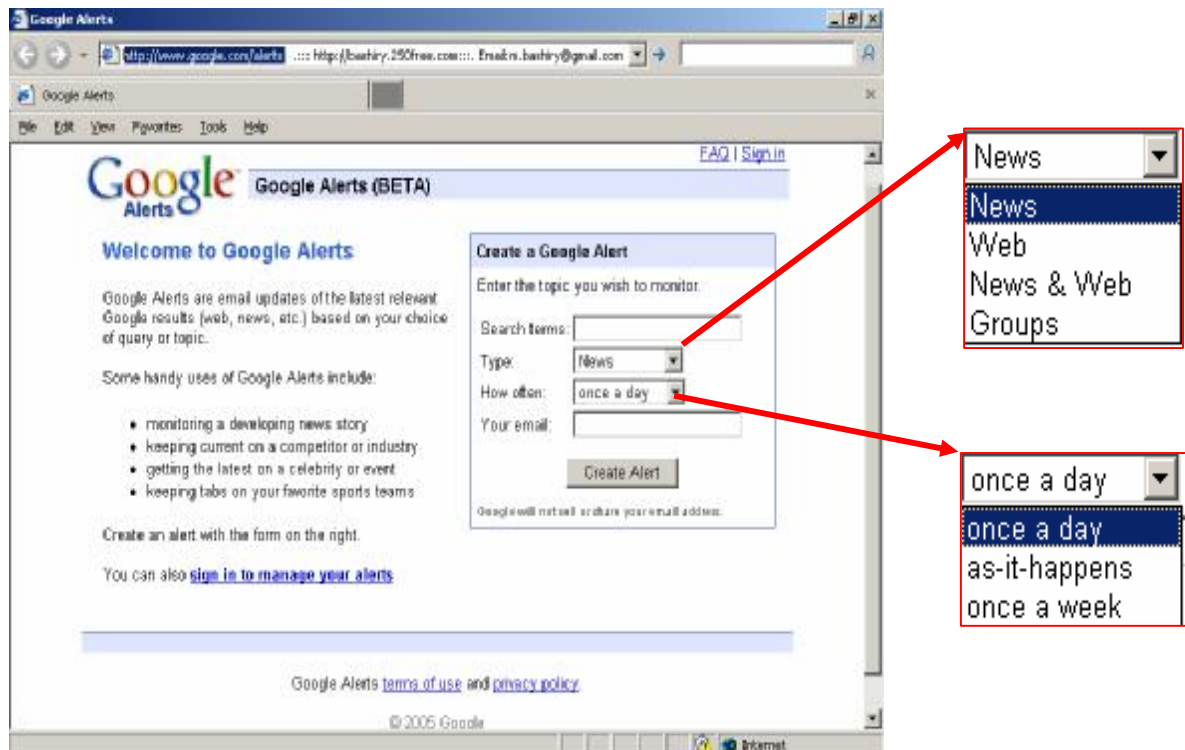 Google Alerts
http://www.google.com/alerts .::: http://bashiry.250free.com:::. Email:n.bashiry@gmail.com
Google Alerts
File Edit View Favorites Tools Help
FAQ | Sign in
Google Alerts
Google Alerts (BETA)
Welcome to Google Alerts
Google Alerts are email updates of the latest relevant
Google results (web, news, etc.) based on your choice
of query or topic.
Some handy uses of Google Alerts include:
• monitoring a developing news story
• keeping current on a competitor or industry
• getting the latest on a celebrity or event
• keeping tabs on your favorite sports teams
Create an alert with the form on the right.
You can also sign in to manage your alerts
Create a Google Alert
Enter the topic you wish to monitor.
Search terms:
Type: News
How often: once a day
Your email:
Create Alert
Google will not sell or share your email address.
Google Alerts terms of use and privacy policy
© 2005 Google
Internet
News
News
Web
News & Web
Groups
once a day
once a day
as-it-happens
once a week